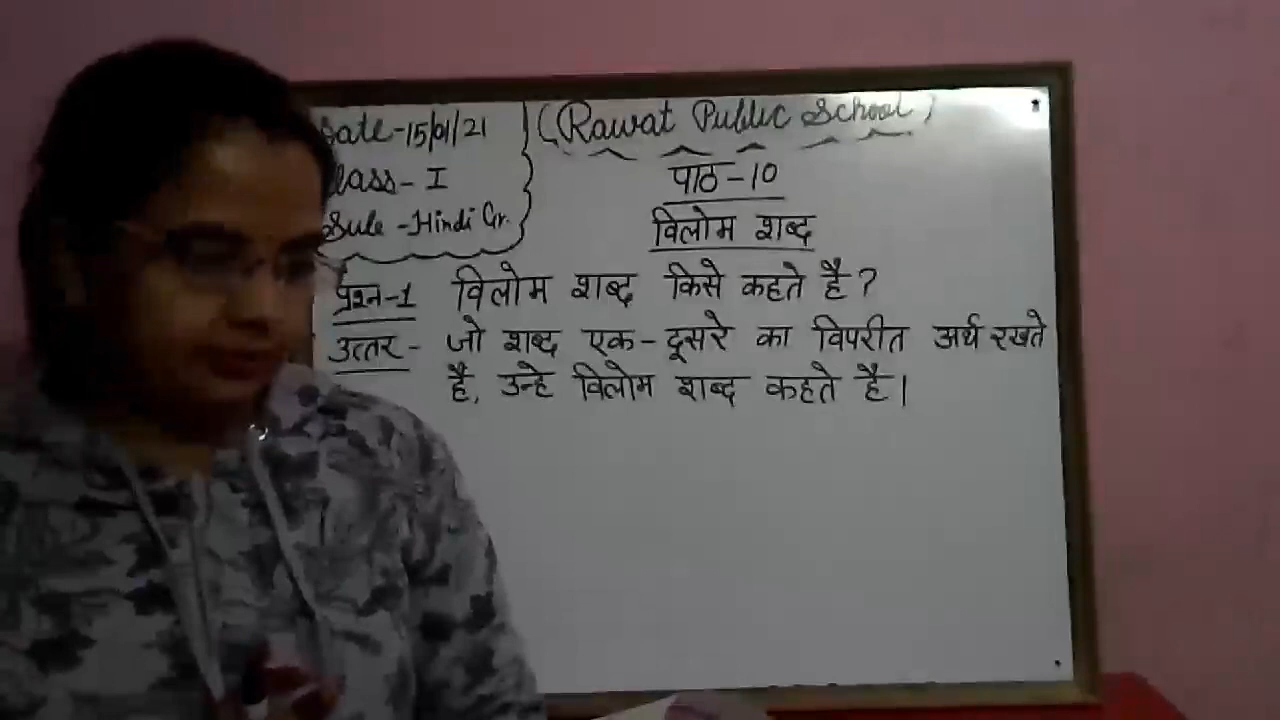 ate-15/01/21
(Rawat Public School)
lass- I
Sub - Hindi Gr.
पाठ-10
विलोम शब्द
प्रश्न-1 विलोम शब्द किसे कहते है ?
उत्तर - जो शब्द एक-दूसरे का विपरीत अर्थ रखते
है, उन्हे विलोम शब्द कहते है।